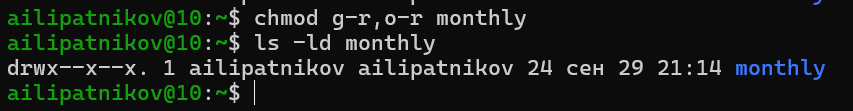 ailipatnikov@10:~$ chmod g-r,o-r monthly
ailipatnikov@10:~$ ls -ld monthly
drwx--x--x. 1 ailipatnikov ailipatnikov 24 сен 29 21:14 monthly
ailipatnikov@10:~$